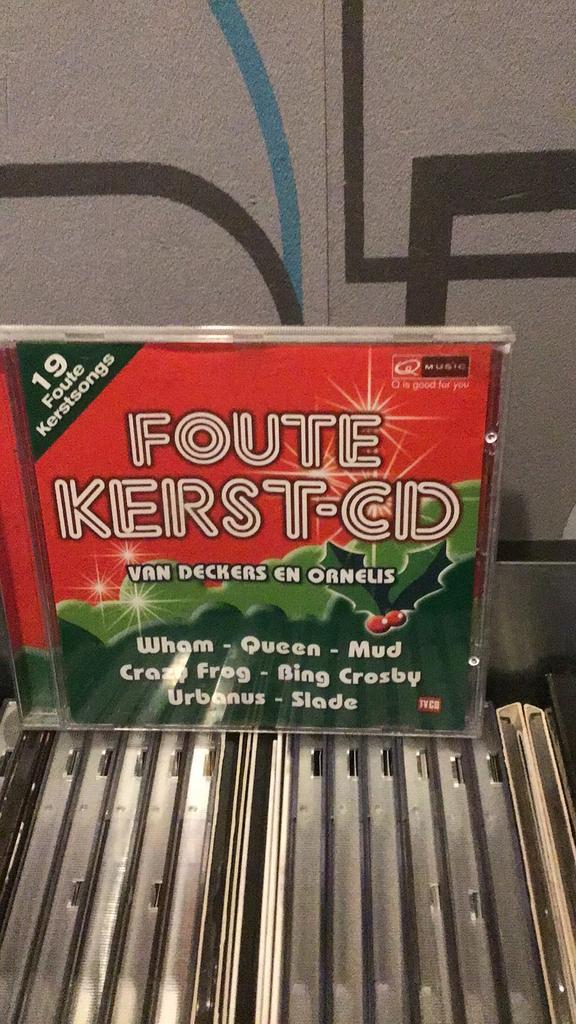 19
Foute
Kerstsongs
Q MUSIC
Q is good for you
FOUTE
KERST-CD
VAN DECKERS EN ORNELIS
Wham - Queen - Mud
Crazy Frog - Bing Crosby
Urbanus - Slade
TV CD